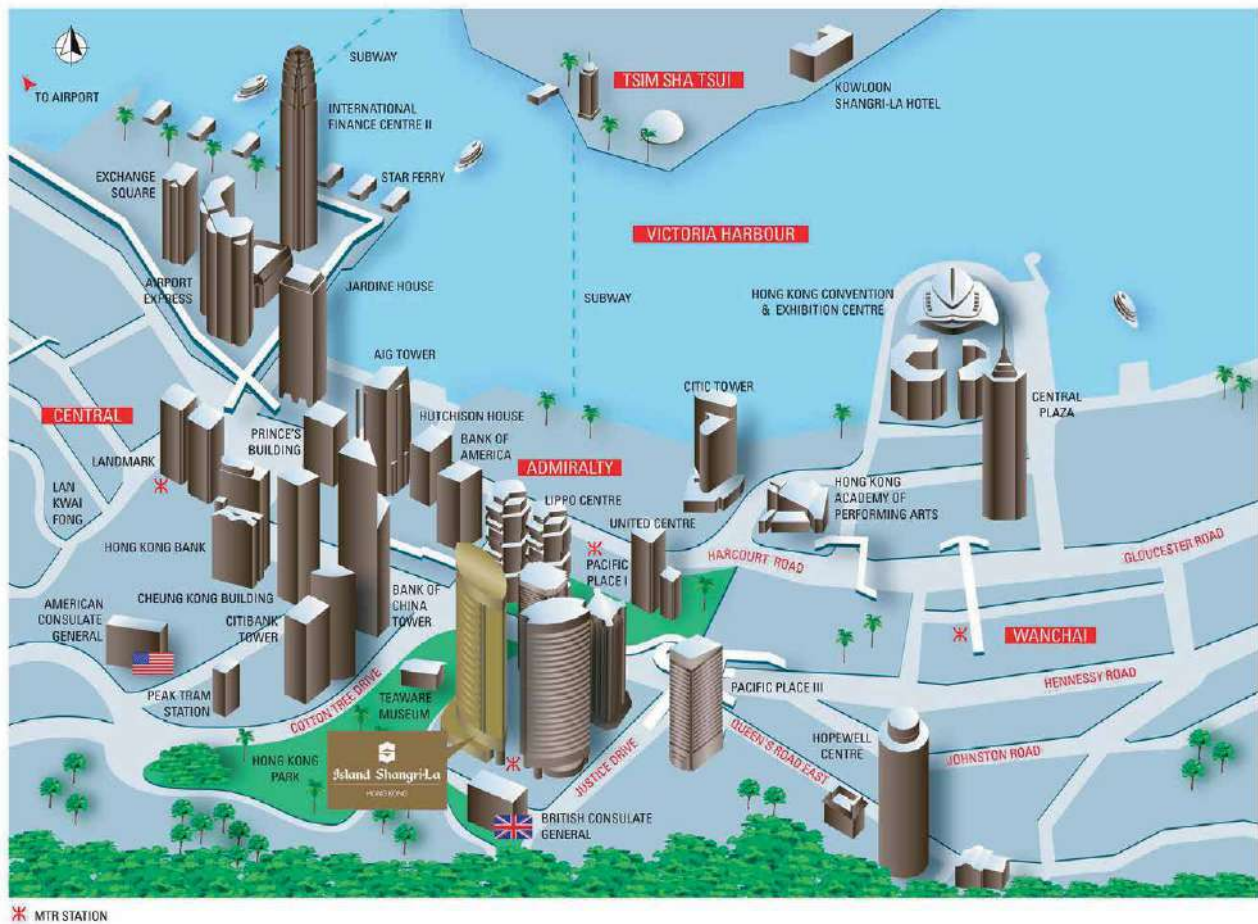 TO AIRPORT
SUBWAY
INTERNATIONAL
FINANCE CENTRE II
TSIM SHA TSUI
KOWLOON
SHANGRI-LA HOTEL
EXCHANGE
SQUARE
STAR FERRY
VICTORIA HARBOUR
AIRPORT
EXPRESS
JARDINE HOUSE
SUBWAY
HONG KONG CONVENTION
& EXHIBITION CENTRE
AIG TOWER
CITIC TOWER
CENTRAL
PLAZA
CENTRAL
HUTCHISON HOUSE
PRINCE'S
BUILDING
BANK OF
AMERICA
LANDMARK
ADMIRALTY
LAN
KWAI
FONG
LIPPO CENTRE
HONG KONG
ACADEMY OF
PERFORMING ARTS
UNITED CENTRE
HONG KONG BANK
HARCOURT ROAD
GLOUCESTER ROAD
PACIFIC
PLACE I
CHEUNG KONG BUILDING
BANK OF
CHINA
TOWER
AMERICAN
CONSULATE
GENERAL
CITIBANK
TOWER
WANCHAI
PEAK TRAM
STATION
COTTON TREE DRIVE
TEAWARE
MUSEUM
PACIFIC PLACE III
HENNESSY ROAD
QUEEN'S ROAD EAST
HOPEWELL
CENTRE
JOHNSTON ROAD
HONG KONG
PARK
Island Shangri-La
HONG KONG
JUSTICE DRIVE
BRITISH CONSULATE
GENERAL
MTR STATION